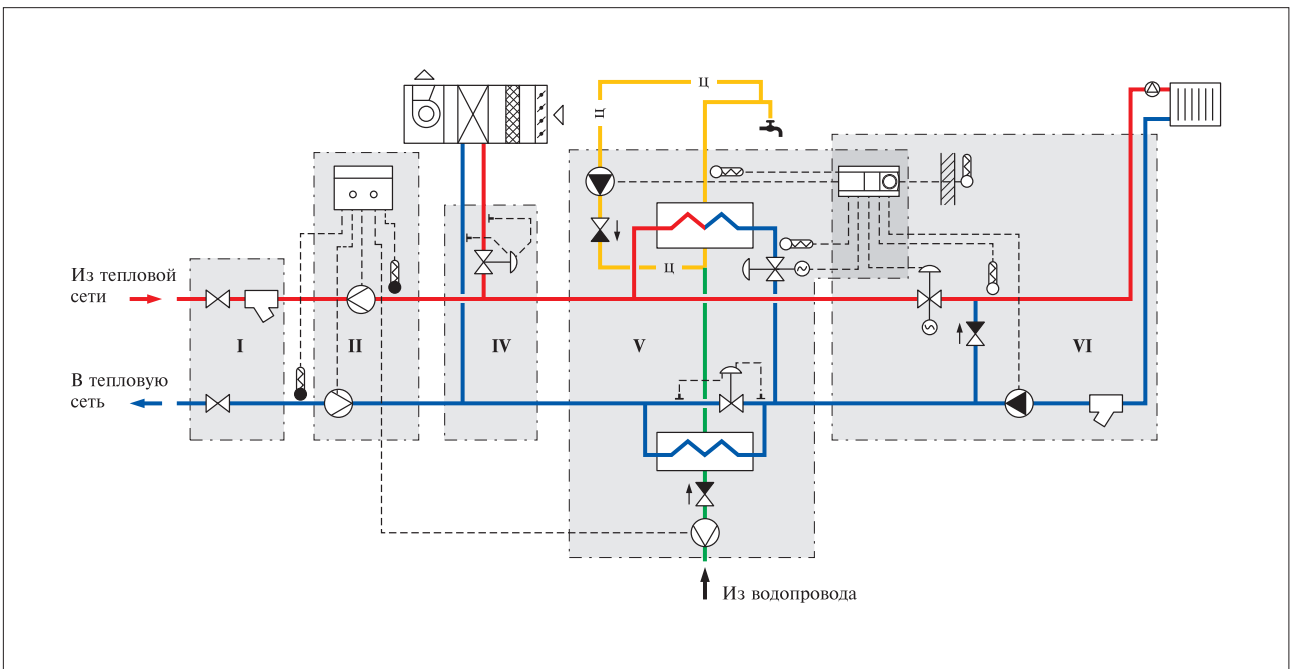 Ц
Ц
Ц
Из тепловой
сети
I
II
IV
V
VI
В тепловую
сеть
Из водопровода